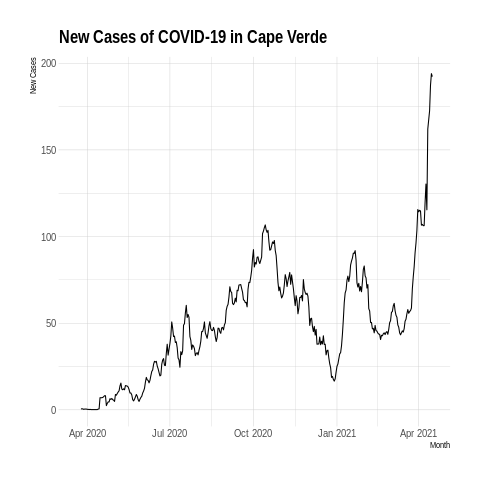 New Cases of COVID-19 in Cape Verde
New Cases
200
150
100
50
0
Apr 2020 Jul 2020 Oct 2020 Jan 2021 Apr 2021
Month